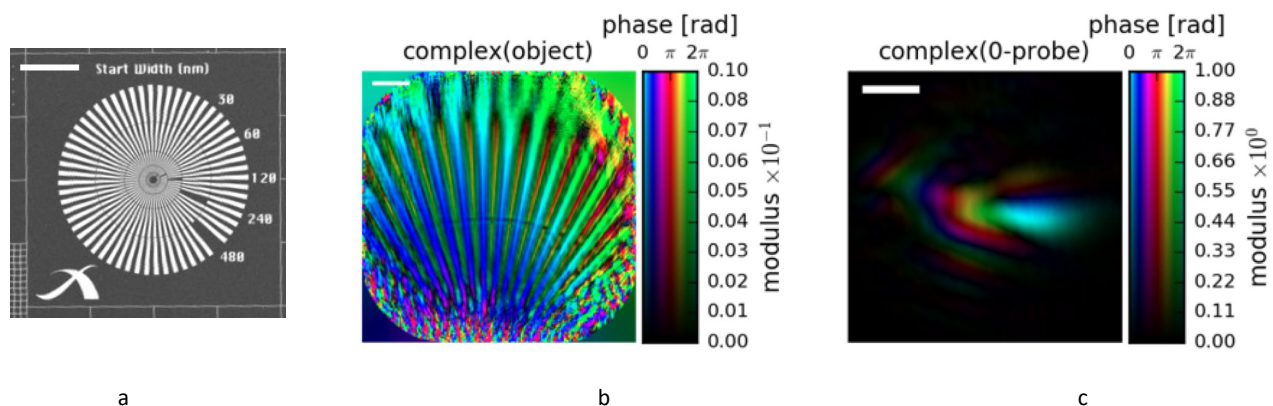 Start Width (nm)
30
60
120
240
480
a
phase [rad]
complex(object)
0 π 2π
0.10
0.08
0.07
0.06
0.05
0.04
0.03
0.02
0.01
0.00
modulus ×10⁻¹
b
phase [rad]
complex(0-probe)
0 π 2π
1.00
0.88
0.77
0.66
0.55
0.44
0.33
0.22
0.11
0.00
modulus ×10⁰
c